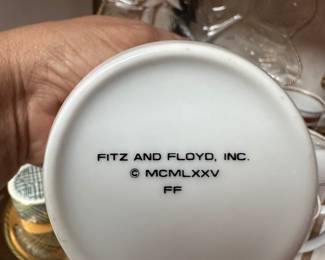 FITZ AND FLOYD, INC.
© MCMLXXV
FF